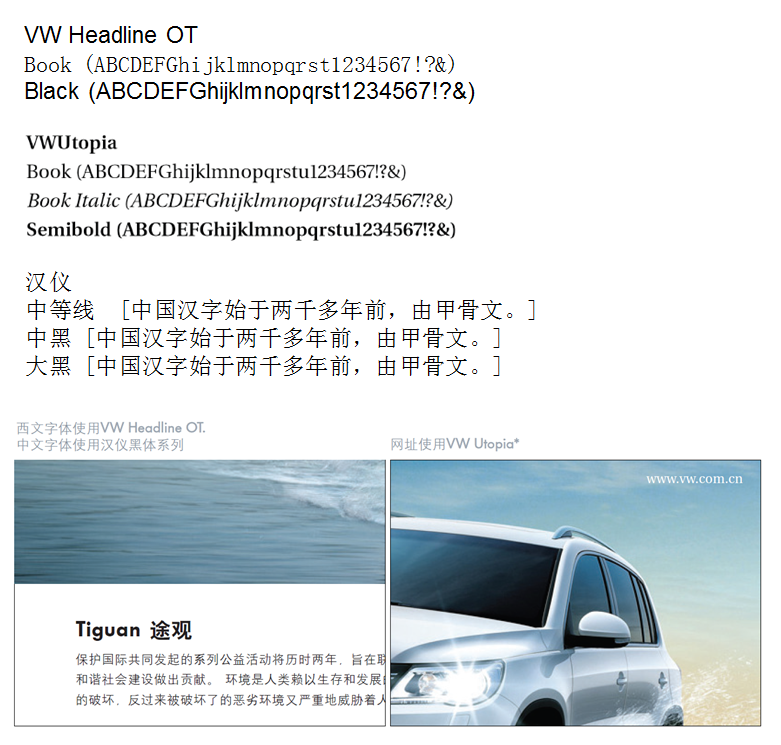 VW Headline OT
Book (ABCDEFGhijklmnopqrst1234567!?&)
Black (ABCDEFGhijklmnopqrst1234567!?&)
VWUtopia
Book (ABCDEFGhijklmnopqrstu1234567!?&)
Book Italic (ABCDEFGhijklmnopqrstu1234567!?&)
Semibold (ABCDEFGhijklmnopqrstu1234567!?&)
汉仪
中等线 [中国汉字始于两千多年前，由甲骨文。]
中黑 [中国汉字始于两千多年前，由甲骨文。]
大黑 [中国汉字始于两千多年前，由甲骨文。]
西文字体使用VW Headline OT.
中文字体使用汉仪黑体系列
Tiguan 途观
保护国际共同发起的系列公益活动将历时两年，旨在联
和谐社会建设做出贡献。 环境是人类赖以生存和发展的
的破坏，反过来被破坏了的恶劣环境又严重地威胁着人
网址使用VW Utopia*
www.vw.com.cn